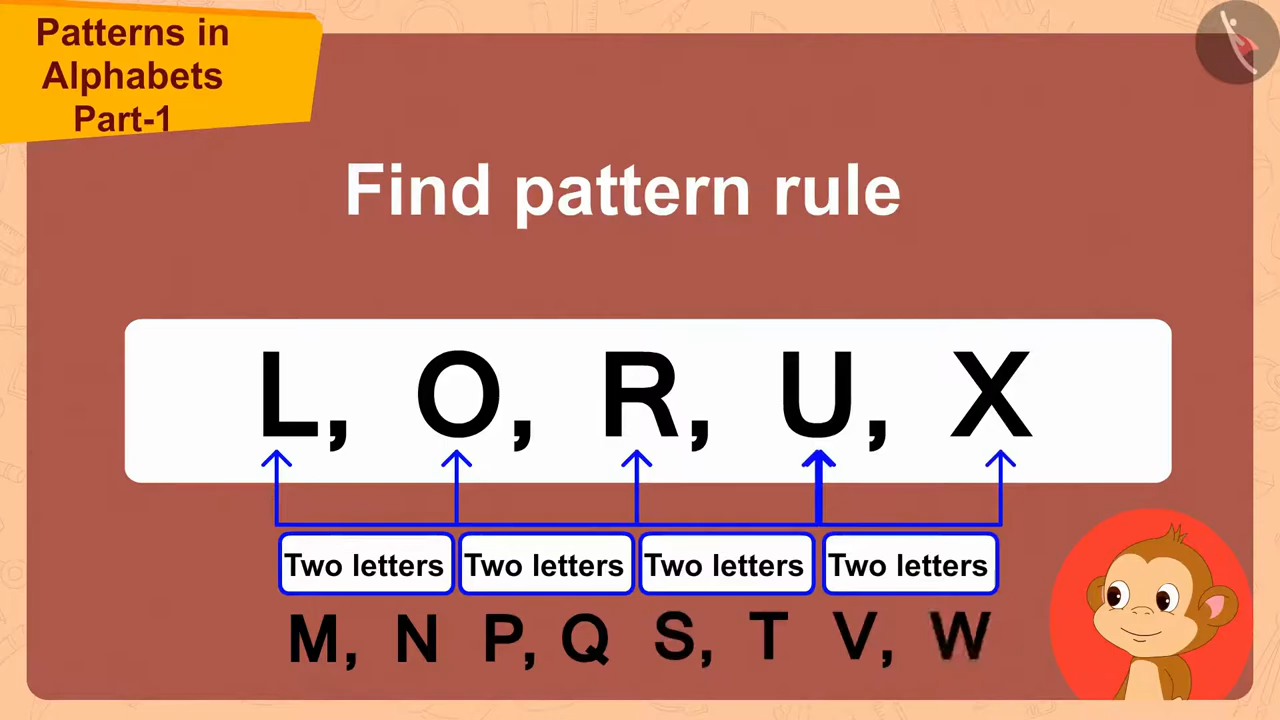 Patterns in
Alphabets
Part-1
Find pattern rule
L, O, R, U, X
Two letters Two letters Two letters Two letters
M, N P, Q S, T V, W